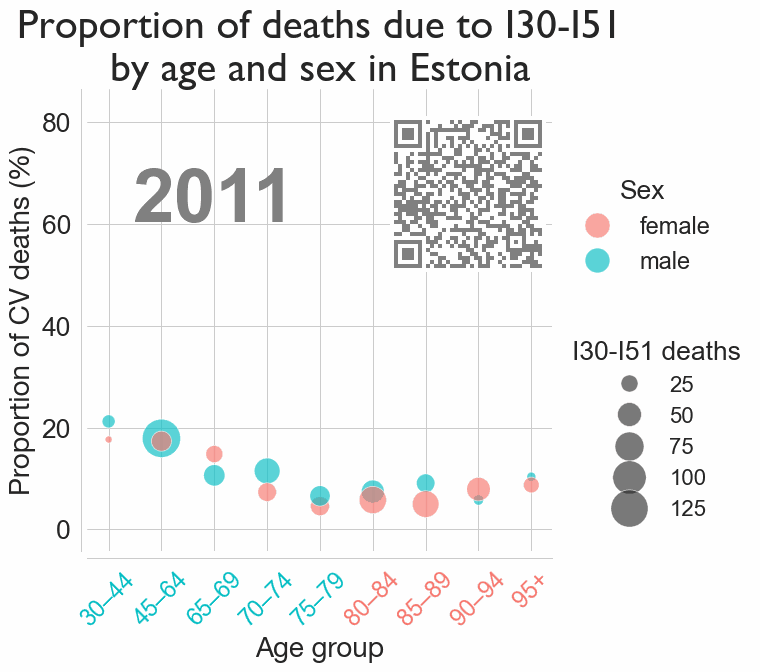 Proportion of deaths due to I30-I51
by age and sex in Estonia
Proportion of CV deaths (%)
80
60
40
20
0
2011
Sex
female
male
I30-I51 deaths
25
50
75
100
125
30–44
45–64
65–69
70–74
75–79
80–84
85–89
90–94
95+
Age group